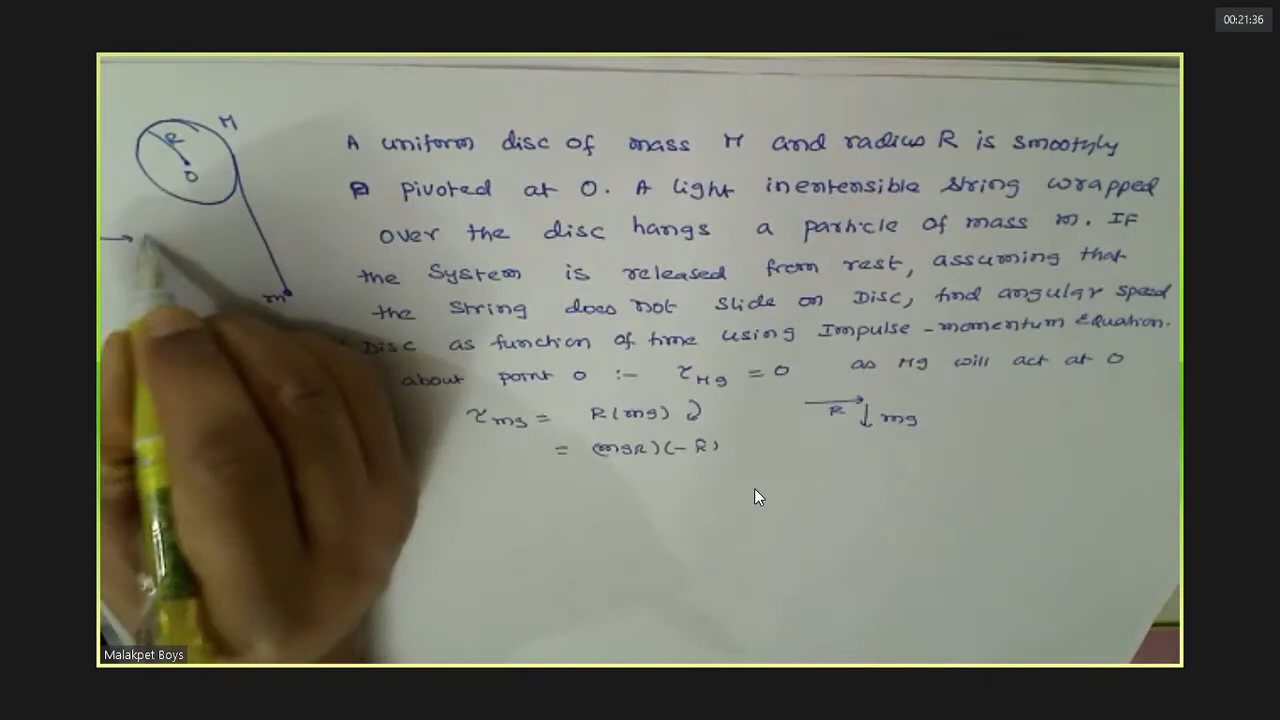 00:21:36
R M
O
m
A uniform disc of mass M and radius R is smoothly
pivoted at O. A light inentensible string wrapped
over the disc hangs a particle of mass m. IF
the System is released from rest, assuming that
the String does not slide on Disc, find angular speed
Disc as function of time using Impulse-momentum Equation.
about point O :- τMg = 0 as Mg will act at O
τmg = R(mg)
R ↓ mg
= (mgR)(-k̂)
Malakpet Boys